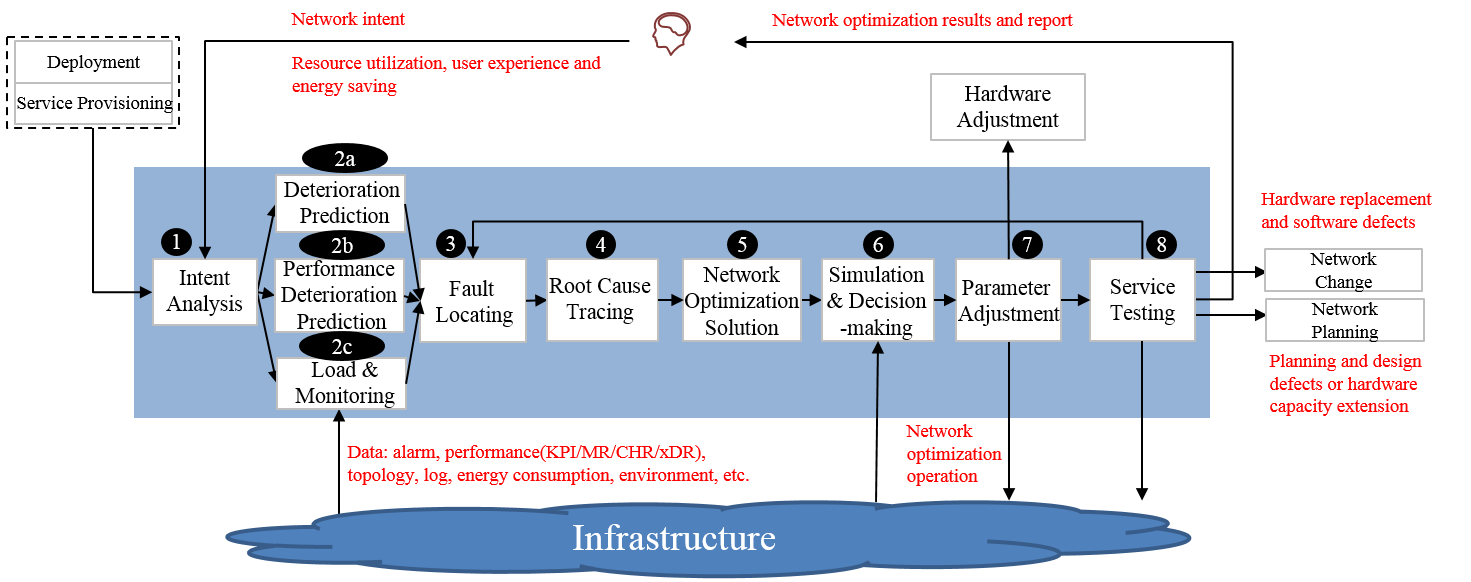 Network intent
Network optimization results and report
Deployment
Service Provisioning
Resource utilization, user experience and
energy saving
Hardware
Adjustment
2a
Deterioration
Prediction
Hardware replacement
and software defects
1
2b
3
4
5
6
7
8
Intent
Analysis
Performance
Deterioration
Prediction
Fault
Locating
Root Cause
Tracing
Network
Optimization
Solution
Simulation
& Decision
-making
Parameter
Adjustment
Service
Testing
Network
Change
Network
Planning
2c
Load &
Monitoring
Planning and design
defects or hardware
capacity extension
Data: alarm, performance(KPI/MR/CHR/xDR),
topology, log, energy consumption, environment, etc.
Network
optimization
operation
Infrastructure